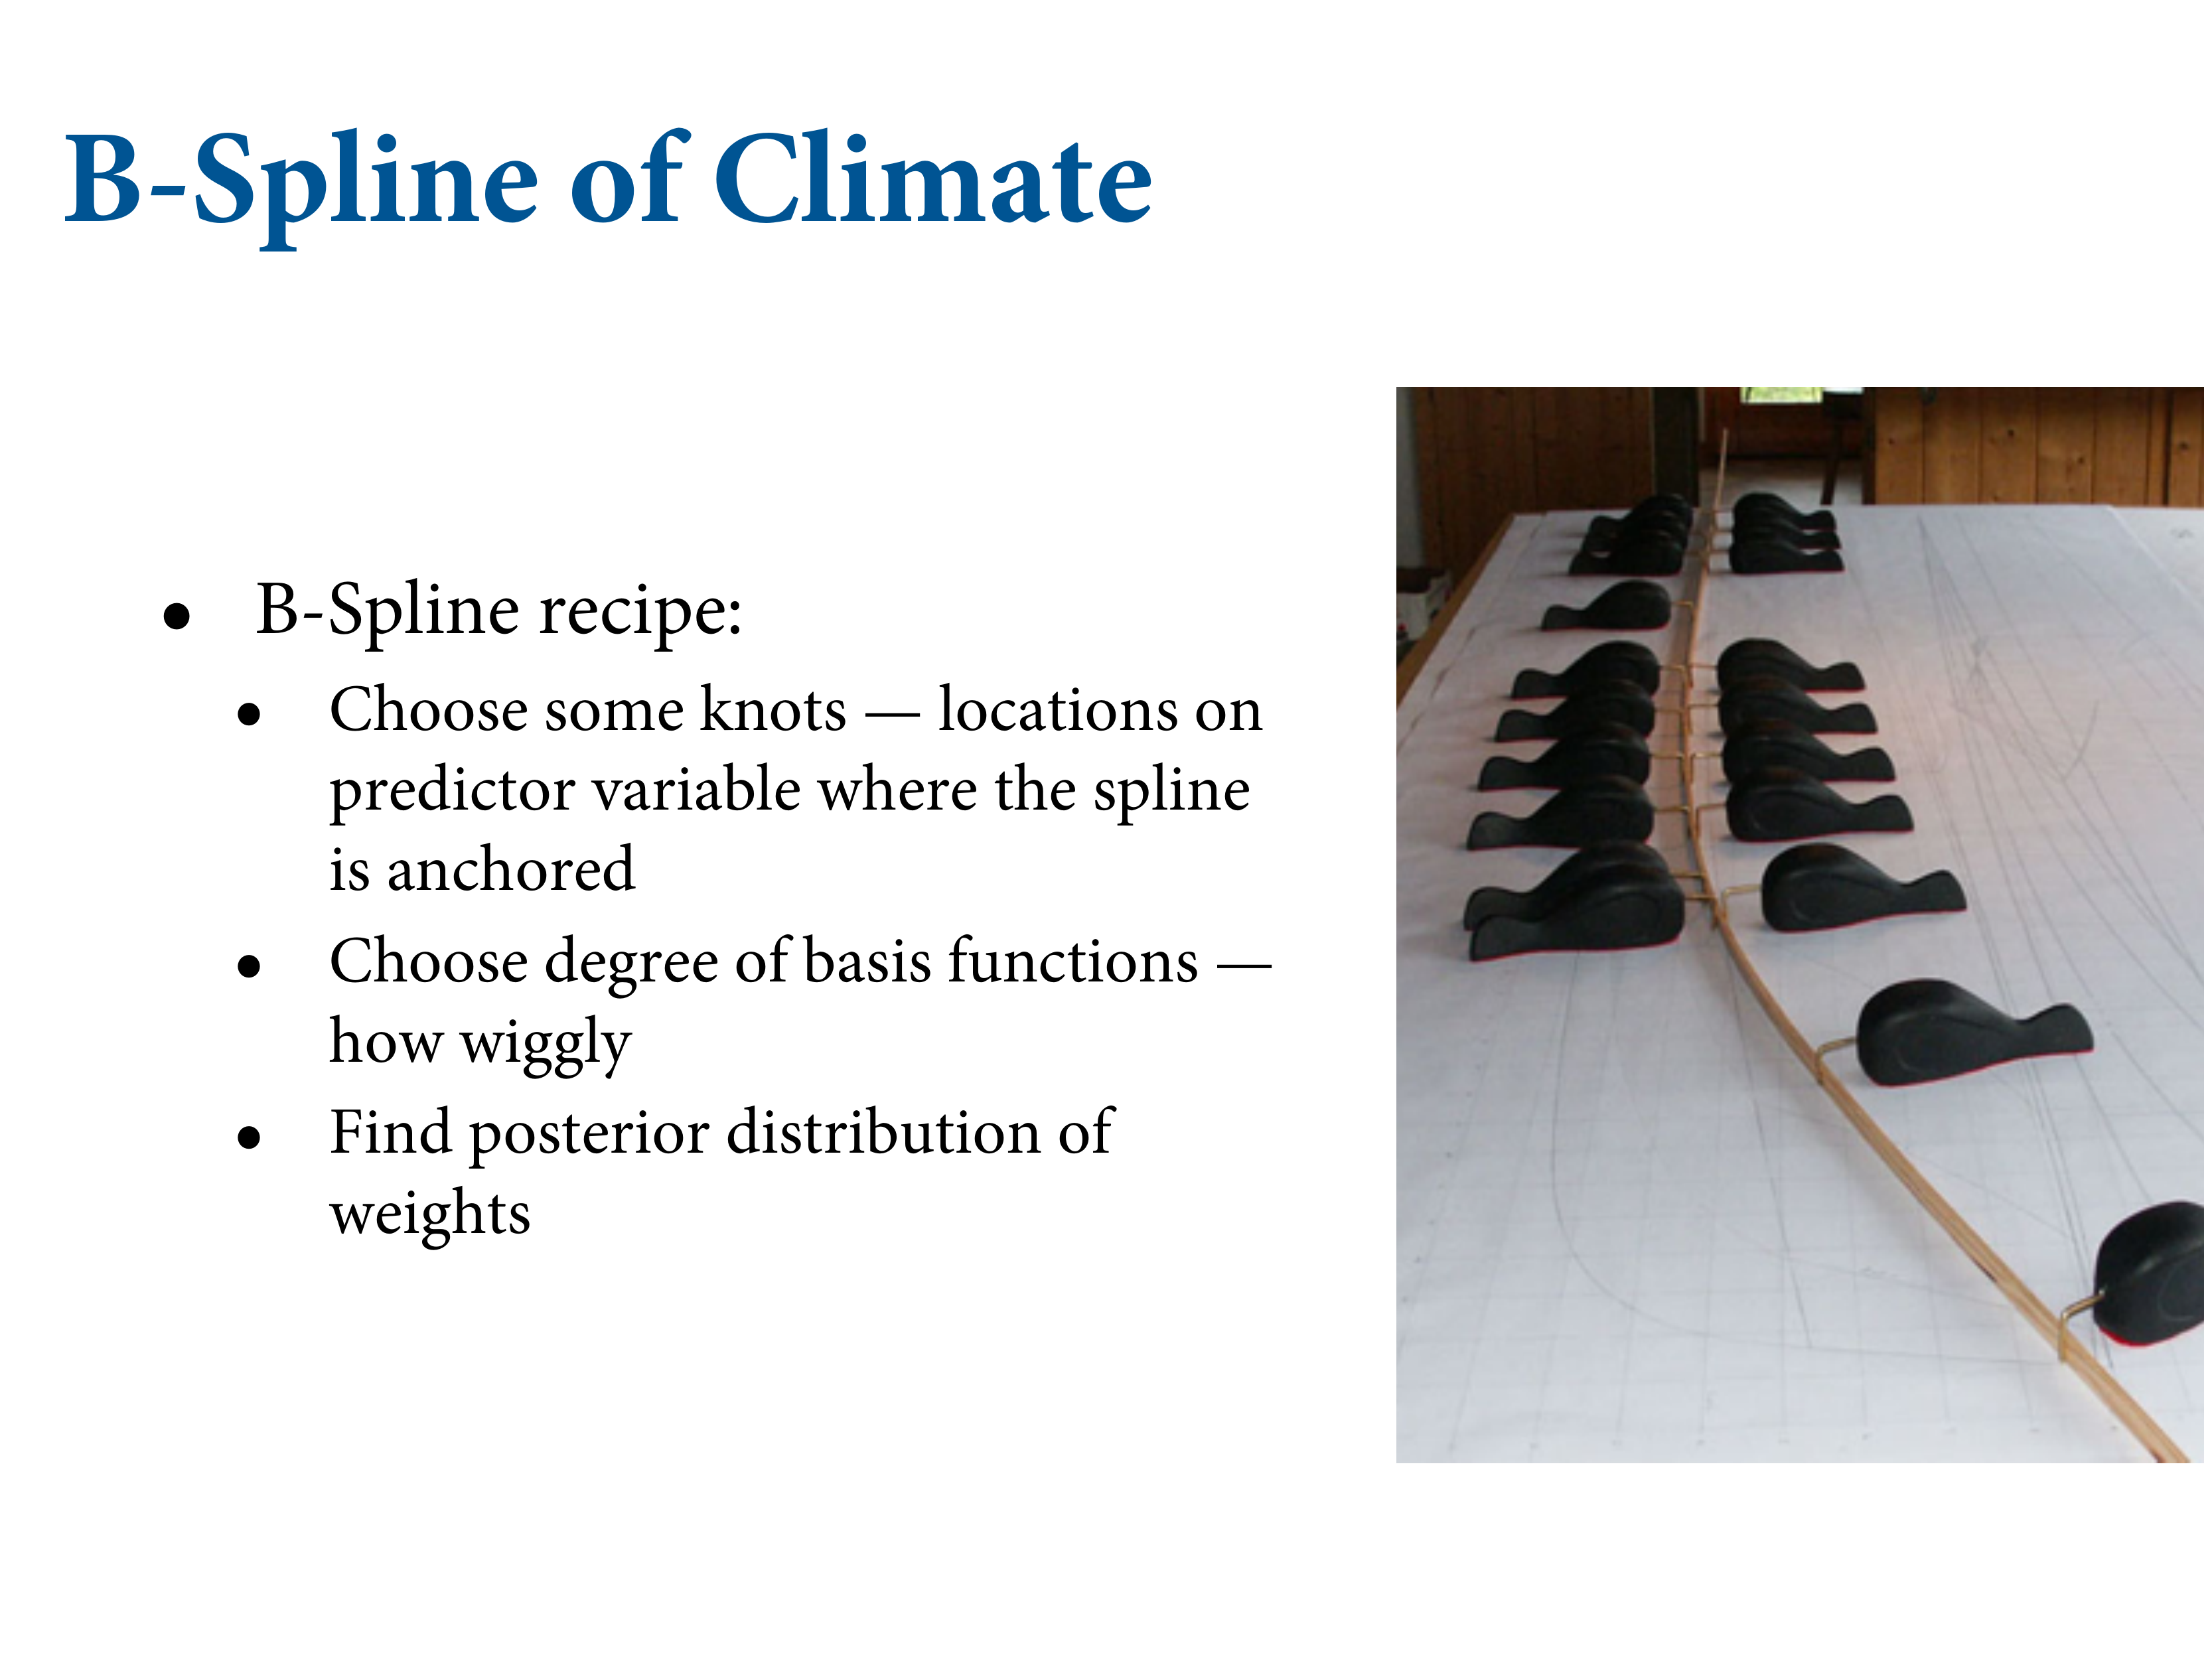 B-Spline of Climate
• B-Spline recipe:
• Choose some knots — locations on
predictor variable where the spline
is anchored
• Choose degree of basis functions —
how wiggly
• Find posterior distribution of
weights